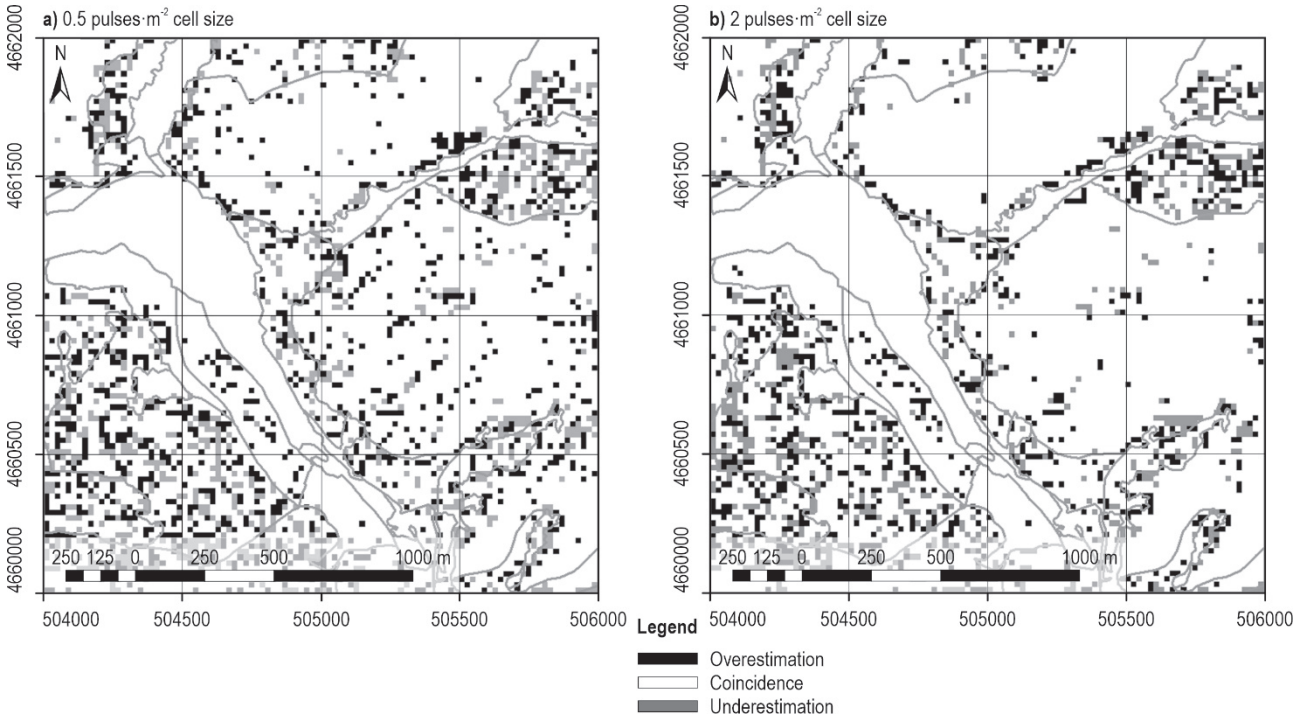 a) 0.5 pulses·m-2 cell size
b) 2 pulses·m-2 cell size
4662000
4661500
4661000
4660500
4660000
N
250 125 0 250 500 1000 m
504000 504500 505000 505500 506000
4662000
4661500
4661000
4660500
4660000
N
250 125 0 250 500 1000 m
504000 504500 505000 505500 506000
Legend
Overestimation
Coincidence
Underestimation